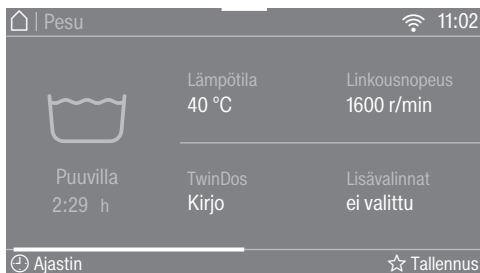 | Pesu
11:02
Lämpötila
40 °C
Linkousnopeus
1600 r/min
Puuvilla
2:29 h
TwinDos
Kirjo
Lisävalinnat
ei valittu
Ajastin
Tallennus